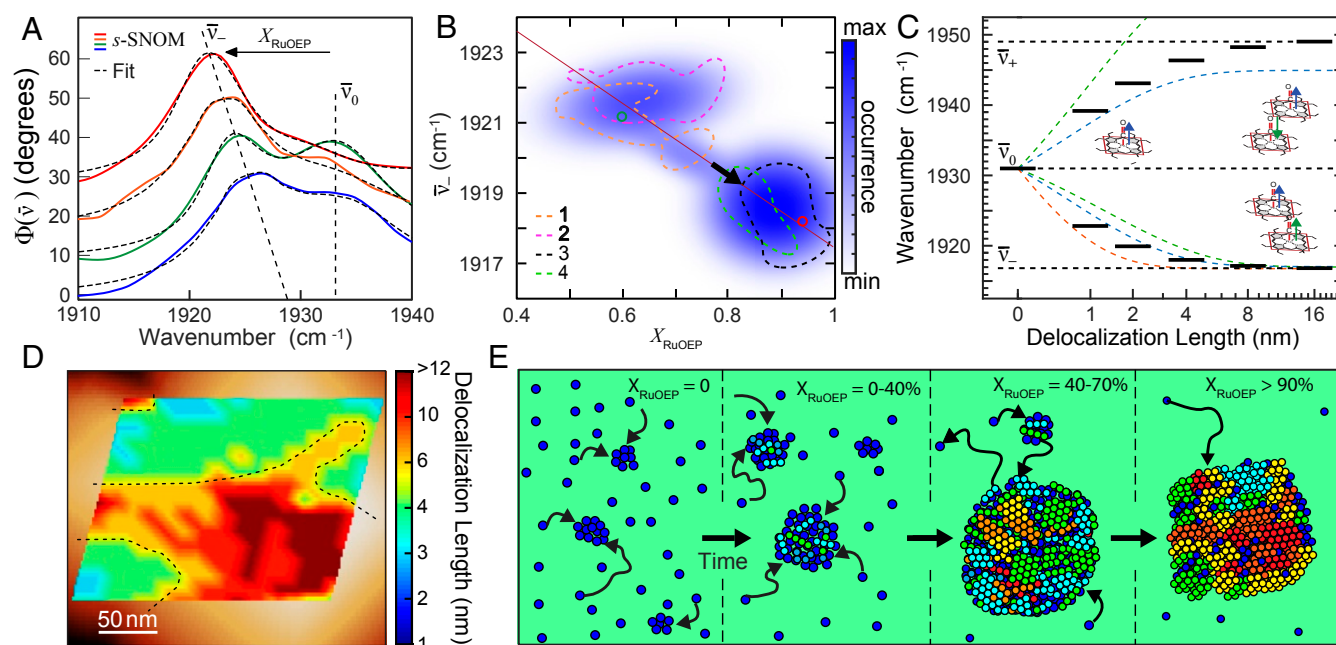 A
Φ(ν̄) (degrees)
60
50
40
30
20
10
0
s-SNOM
Fit
ν̄₋
X_RuOEP
ν̄₀
1910
1920
1930
1940
Wavenumber (cm⁻¹)
B
ν̄₋ (cm⁻¹)
1923
1921
1919
1917
1
2
3
4
0.4
0.6
0.8
1
X_RuOEP
max
occurrence
min
C
Wavenumber (cm⁻¹)
1950
1940
1930
1920
ν̄₊
ν̄₀
ν̄₋
O
O
O
O
O
0
1
2
4
8
16
Delocalization Length (nm)
D
50 nm
>12
10
6
4
3
2
1
Delocalization Length (nm)
E
X_RuOEP = 0
X_RuOEP = 0-40%
X_RuOEP = 40-70%
X_RuOEP > 90%
Time